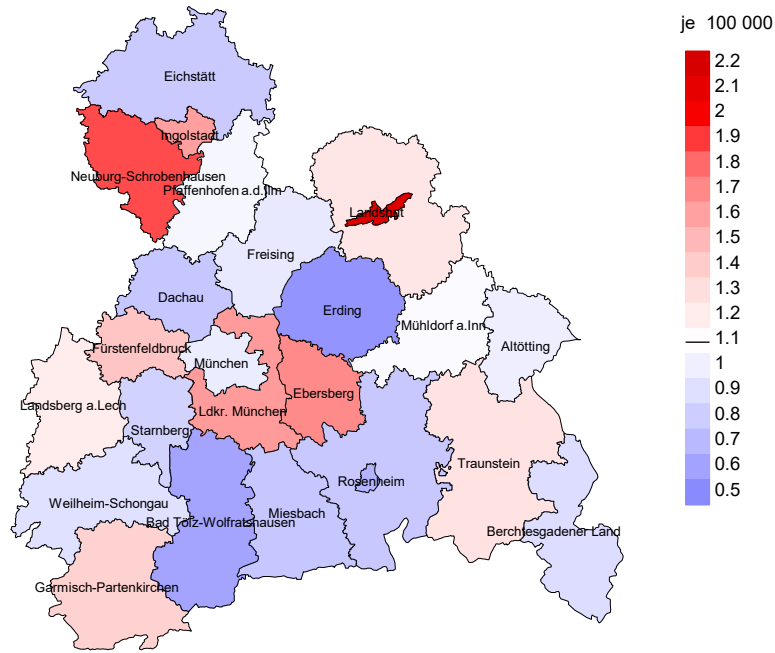 je 100 000
Eichstätt
Ingolstadt
Neuburg-Schrobenhausen
Pfaffenhofen a.d.Ilm
Landshut
Freising
Dachau
Erding
Mühldorf a.Inn
Altötting
Fürstenfeldbruck
München
Ebersberg
Landsberg a.Lech
Ldkr. München
Starnberg
Traunstein
Rosenheim
Weilheim-Schongau
Miesbach
Bad Tölz-Wolfratshausen
Berchtesgadener Land
Garmisch-Partenkirchen
2.2
2.1
2
1.9
1.8
1.7
1.6
1.5
1.4
1.3
1.2
1.1
1
0.9
0.8
0.7
0.6
0.5